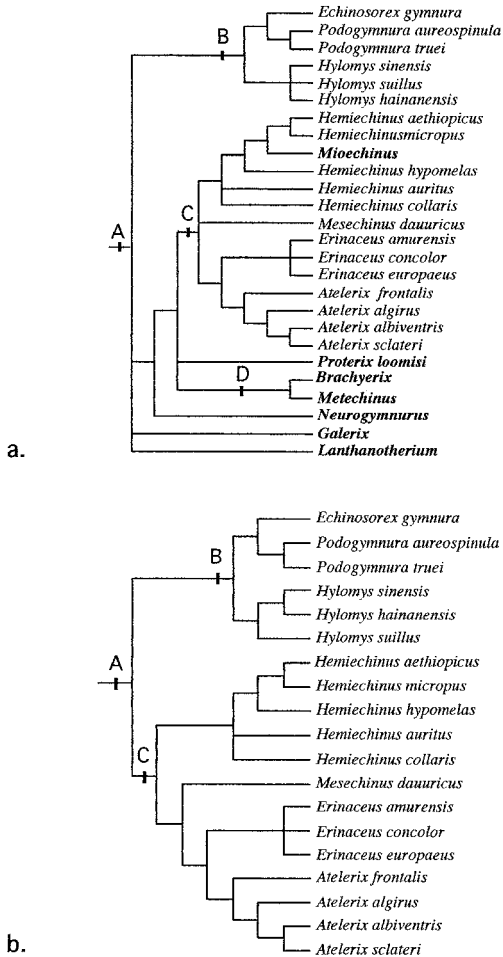 B
Echinosorex gymnura
Podogymnura aureospinula
Podogymnura truei
Hylomys sinensis
Hylomys suillus
Hylomys hainanensis
Hemiechinus aethiopicus
Hemiechinusmicropus
Mioechinus
Hemiechinus hypomelas
Hemiechinus auritus
Hemiechinus collaris
C
Mesechinus dauuricus
A
Erinaceus amurensis
Erinaceus concolor
Erinaceus europaeus
Atelerix frontalis
Atelerix algirus
Atelerix albiventris
Atelerix sclateri
Proterix loomisi
D
Brachyerix
Metechinus
Neurogymnurus
Galerix
Lanthanotherium
a.
Echinosorex gymnura
Podogymnura aureospinula
B
Podogymnura truei
Hylomys sinensis
Hylomys hainanensis
Hylomys suillus
A
Hemiechinus aethiopicus
Hemiechinus micropus
Hemiechinus hypomelas
Hemiechinus auritus
C
Hemiechinus collaris
Mesechinus dauuricus
Erinaceus amurensis
Erinaceus concolor
Erinaceus europaeus
Atelerix frontalis
Atelerix algirus
Atelerix albiventris
Atelerix sclateri
b.